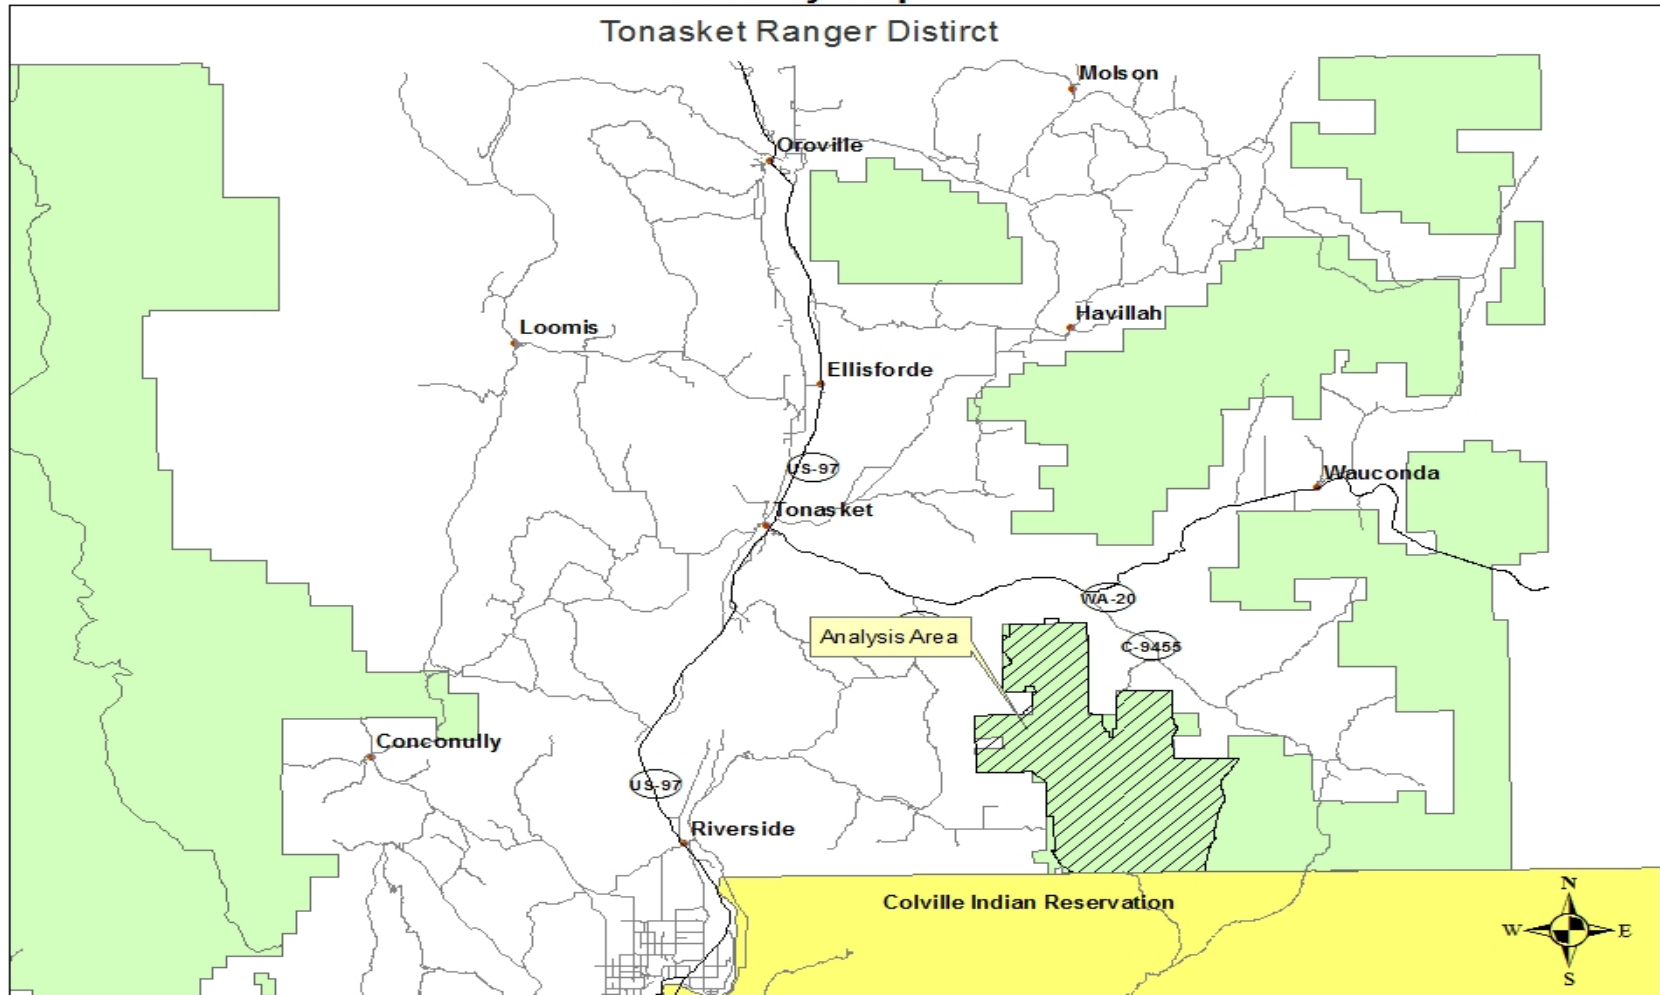 Tonasket Ranger Distirct
Molson
Oroville
Havillah
Loomis
Ellisforde
US-97
Wauconda
Tonasket
WA-20
Analysis Area
C-9455
Conconully
US-97
Riverside
Colville Indian Reservation
N
W
E
S